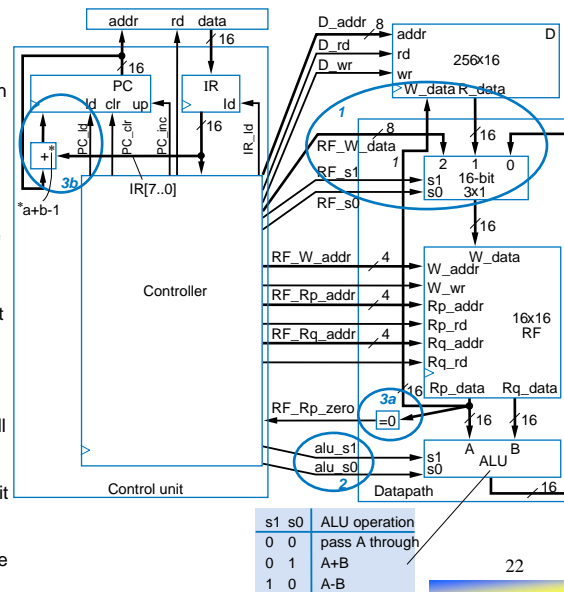 addr rd data
16
16
PC
IR
ld clr up
ld
PC_ld
PC_clr
PC_inc
16
IR_ld
+*
3b
*a+b-1
IR[7..0]
Controller
Control unit
D_addr 8
D_rd
D_wr
addr D
rd
256x16
wr
W_data R_data
1
8
16
16
RF_W_data
1
2 1 0
RF_s1
s1 16-bit
RF_s0
s0 3x1
16
RF_W_addr 4
W_data
W_addr
W_wr
RF_Rp_addr 4
Rp_addr
16x16
Rp_rd
RF
RF_Rq_addr 4
Rq_addr
Rq_rd
16
Rp_data Rq_data
3a
RF_Rp_zero
=0
16 16
A B
alu_s1
s1
alu_s0
s0
ALU
2
Datapath
16
s1 s0 ALU operation
0 0 pass A through
0 1 A+B
1 0 A-B
22